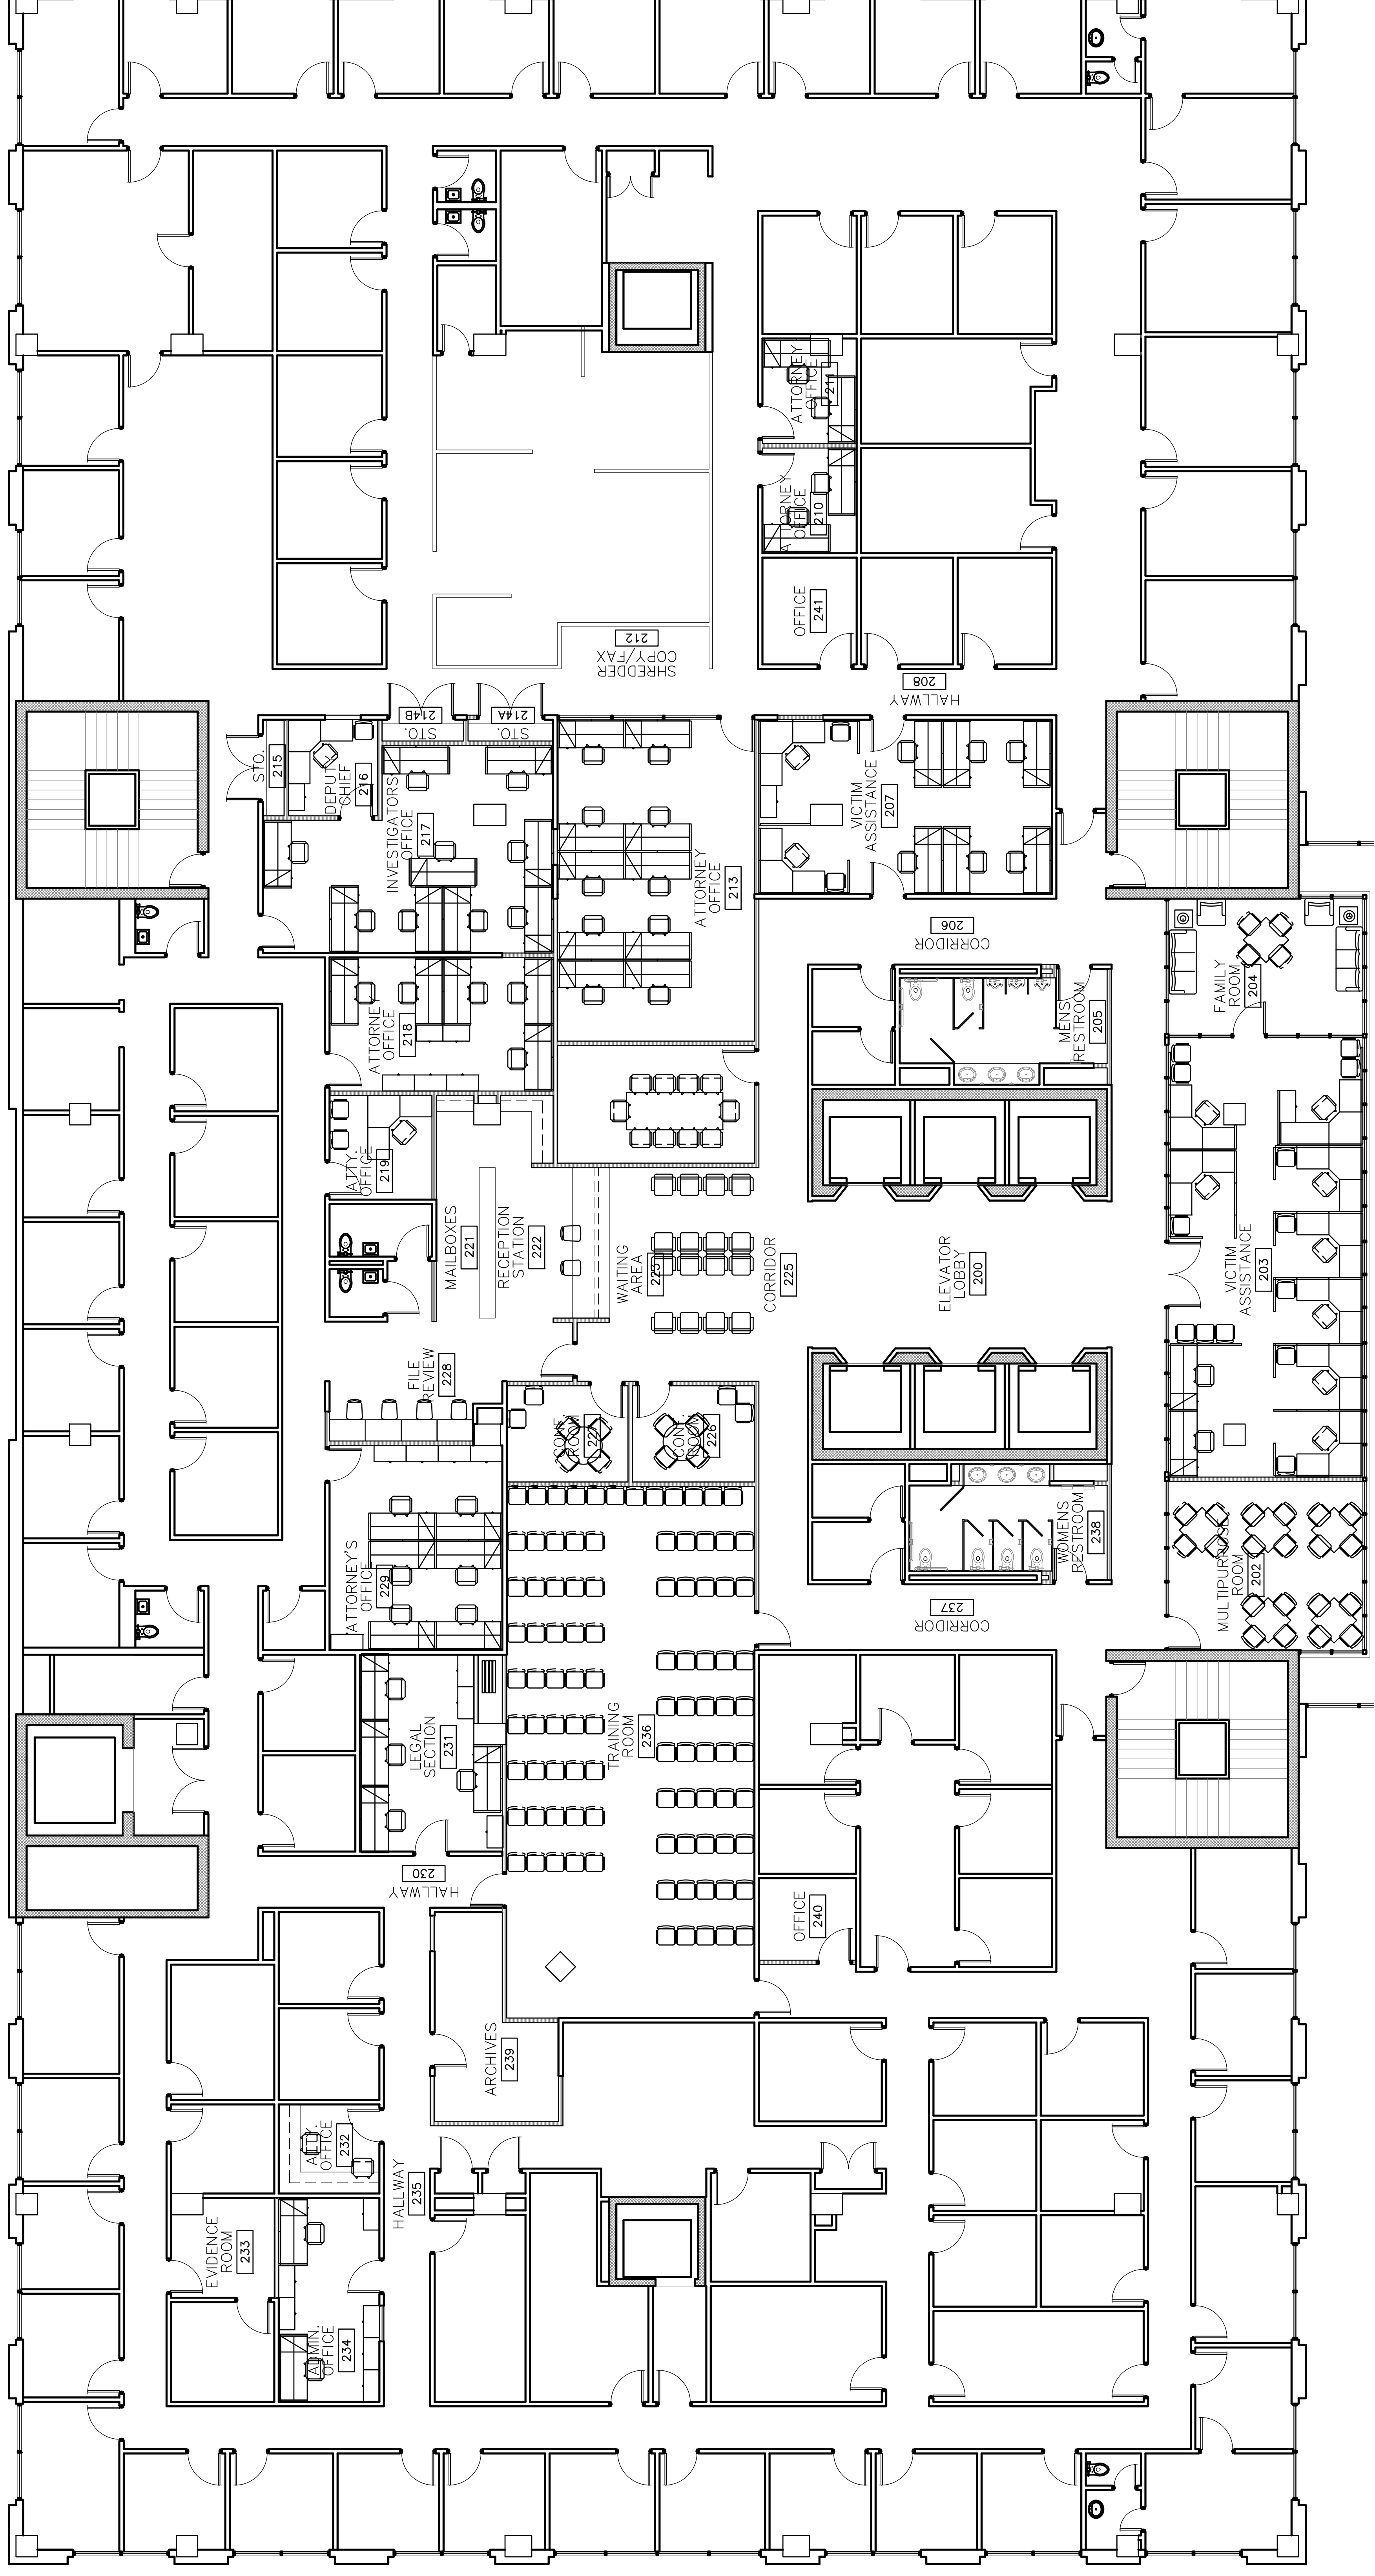 ATTORNEY
OFFICE
211
ATTORNEY
OFFICE
210
OFFICE
241
SHREDDER
COPY/FAX
212
HALLWAY
208
STO.
215
DEPUTY
CHIEF
216
STO.
214B
STO.
214A
INVESTIGATORS
OFFICE
217
ATTORNEY
OFFICE
213
VICTIM
ASSISTANCE
207
CORRIDOR
206
ATTORNEY
OFFICE
218
MENS
RESTROOM
205
FAMILY
ROOM
204
ATTY.
OFFICE
219
MAILBOXES
221
RECEPTION
STATION
222
WAITING
AREA
223
CORRIDOR
225
ELEVATOR
LOBBY
200
VICTIM
ASSISTANCE
203
FILE
REVIEW
228
CONF.
ROOM
227
CONF.
ROOM
226
ATTORNEY'S
OFFICE
229
WOMENS
RESTROOM
238
MULTIPURPOSE
ROOM
202
CORRIDOR
237
LEGAL
SECTION
231
TRAINING
ROOM
236
HALLWAY
230
OFFICE
240
ARCHIVES
239
ATTY.
OFFICE
232
HALLWAY
235
EVIDENCE
ROOM
233
ADMIN.
OFFICE
234